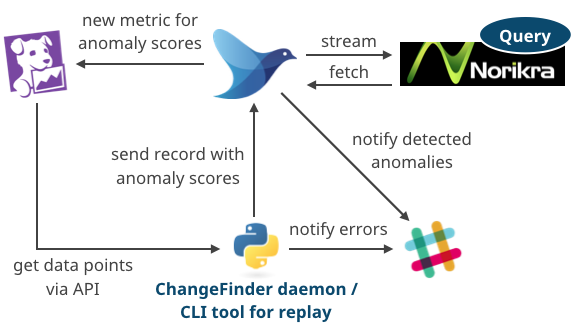 new metric for
anomaly scores
stream
Query
fetch
Norikra
send record with
anomaly scores
notify detected
anomalies
notify errors
get data points
via API
ChangeFinder daemon /
CLI tool for replay